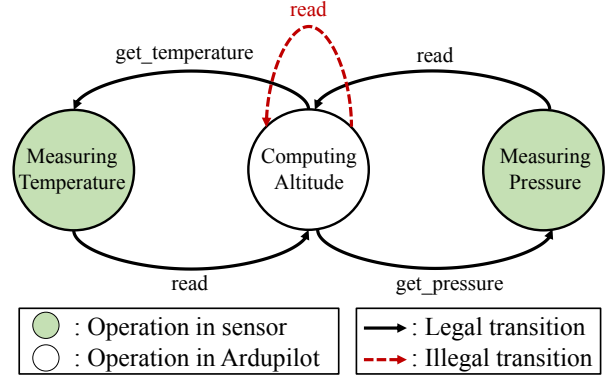 read
get_temperature
read
Measuring
Temperature
Computing
Altitude
Measuring
Pressure
read
get_pressure
: Operation in sensor
: Operation in Ardupilot
: Legal transition
: Illegal transition